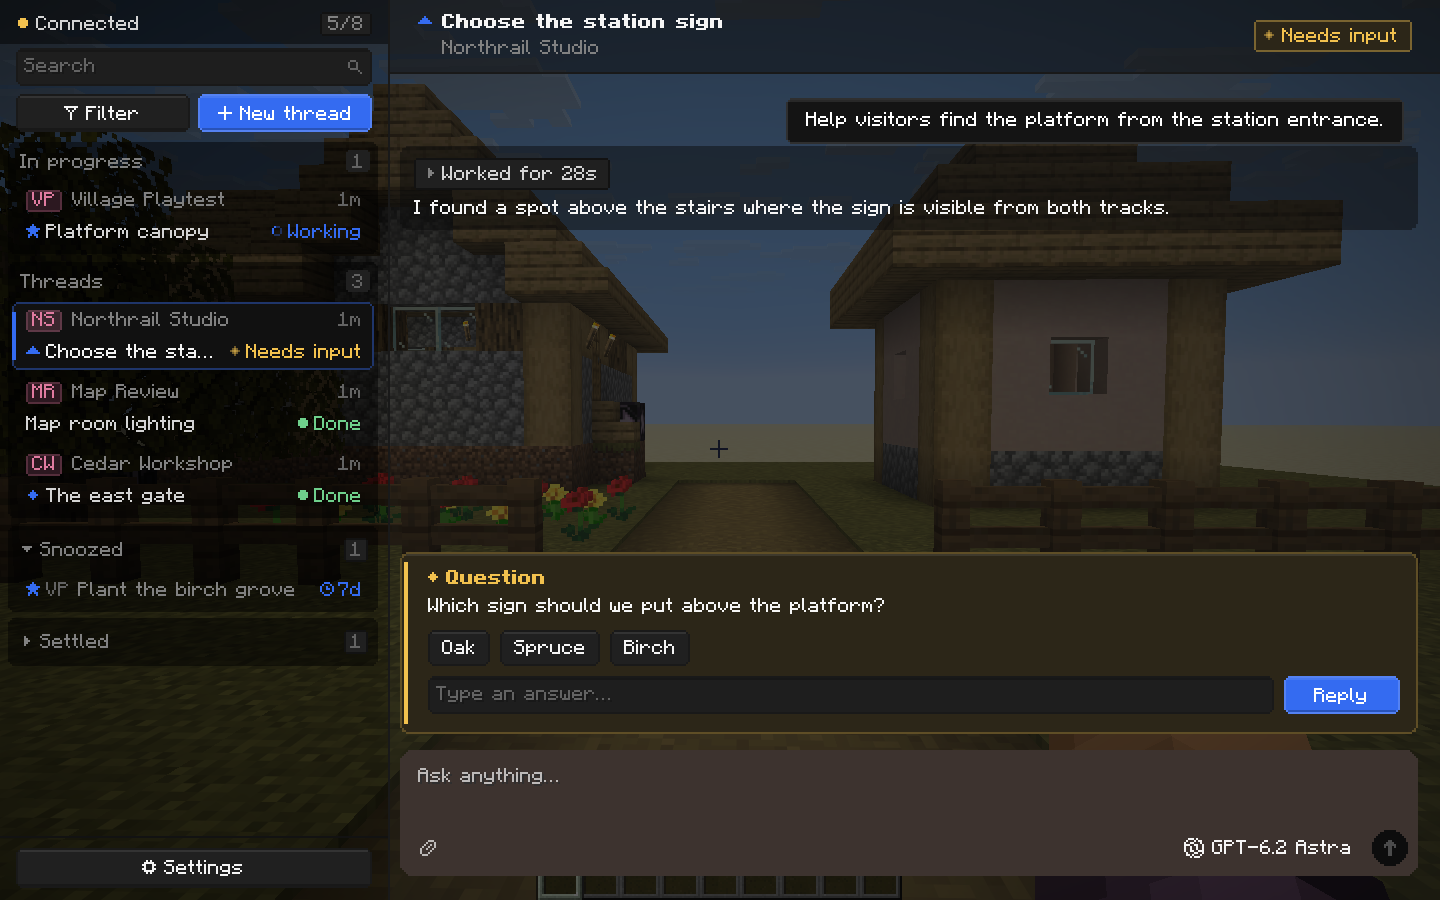 Connected 5/8
Search
Filter
+ New thread
In progress 1
VP Village Playtest 1m
Platform canopy Working
Threads 3
NS Northrail Studio 1m
Choose the sta... Needs input
MR Map Review 1m
Map room lighting Done
CW Cedar Workshop 1m
The east gate Done
Snoozed 1
VP Plant the birch grove 7d
Settled 1
Settings
Choose the station sign
Northrail Studio
Needs input
Help visitors find the platform from the station entrance.
Worked for 28s
I found a spot above the stairs where the sign is visible from both tracks.
Question
Which sign should we put above the platform?
Oak Spruce Birch
Type an answer...
Reply
Ask anything...
GPT-6.2 Astra